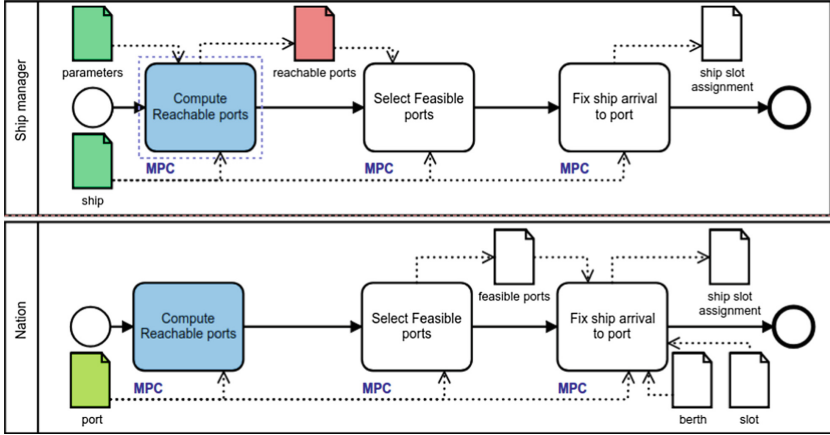 Ship manager
parameters
reachable ports
ship slot
assignment
Compute
Reachable ports
Select Feasible
ports
Fix ship arrival
to port
MPC
MPC
MPC
ship
Nation
feasible ports
ship slot
assignment
Compute
Reachable ports
Select Feasible
ports
Fix ship arrival
to port
MPC
MPC
MPC
port
berth
slot